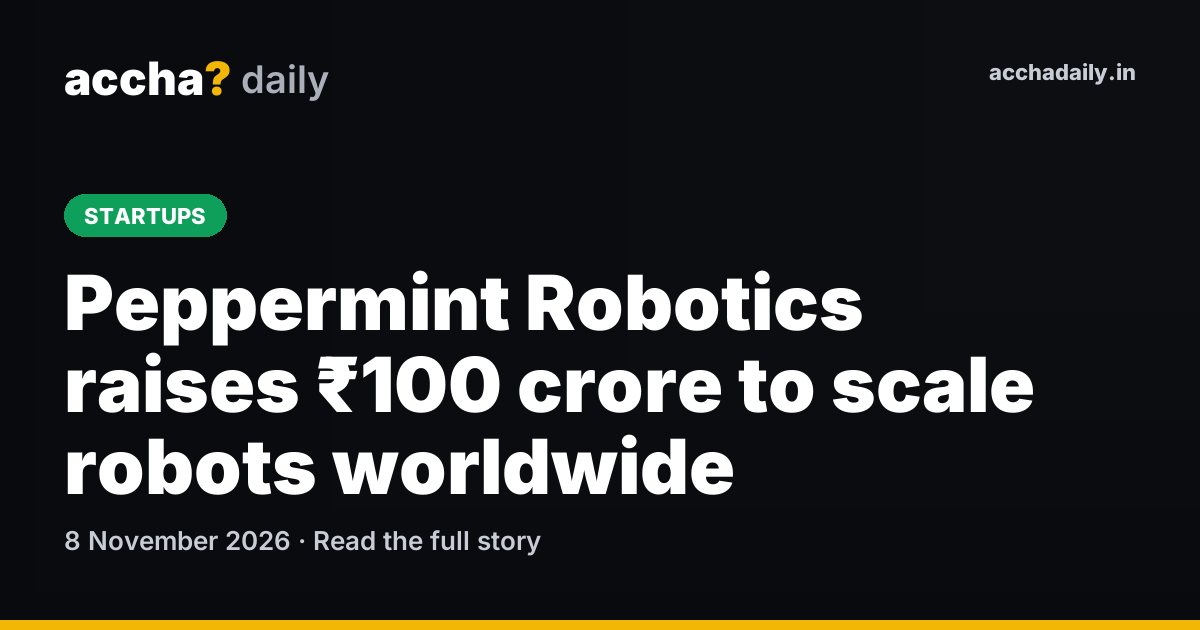 accha? daily
acchadaily.in
STARTUPS
Peppermint Robotics
raises ₹100 crore to scale
robots worldwide
8 November 2026 · Read the full story